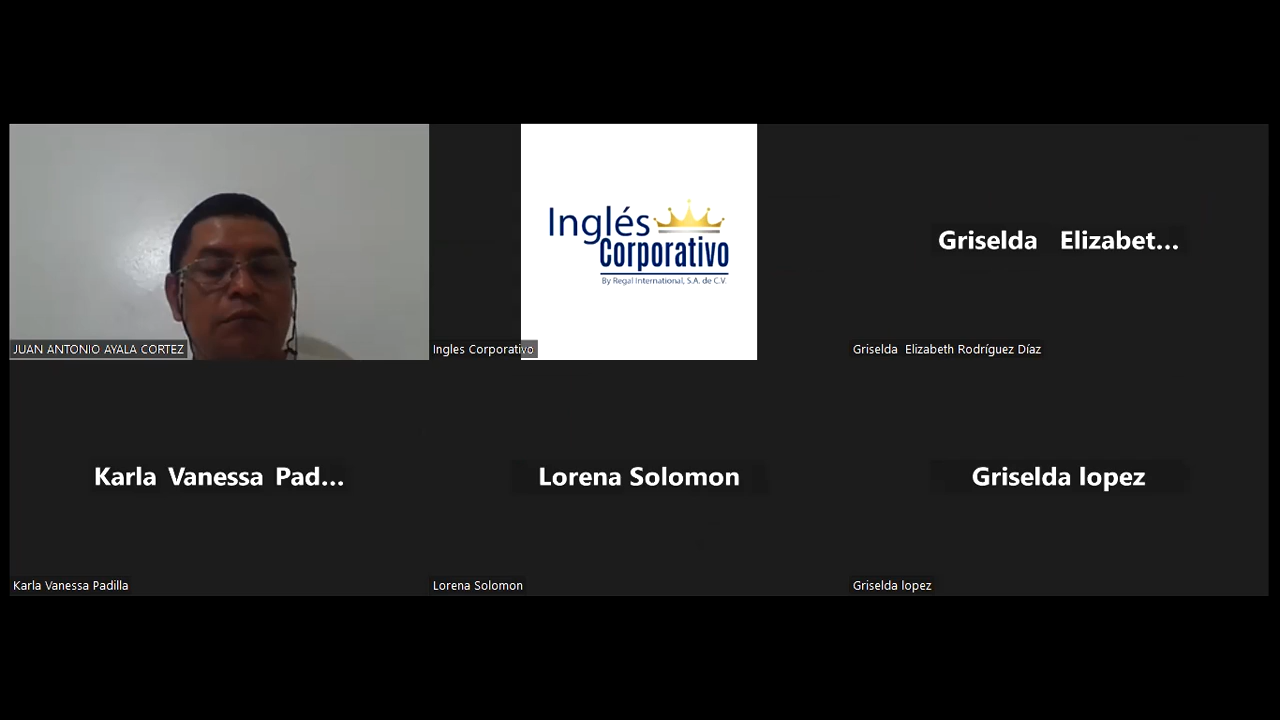 JUAN ANTONIO AYALA CORTEZ
Inglés
Corporativo
By Regal International, S.A. de C.V.
Ingles Corporativo
Griselda Elizabet...
Griselda Elizabeth Rodríguez Díaz
Karla Vanessa Pad...
Karla Vanessa Padilla
Lorena Solomon
Lorena Solomon
Griselda lopez
Griselda lopez